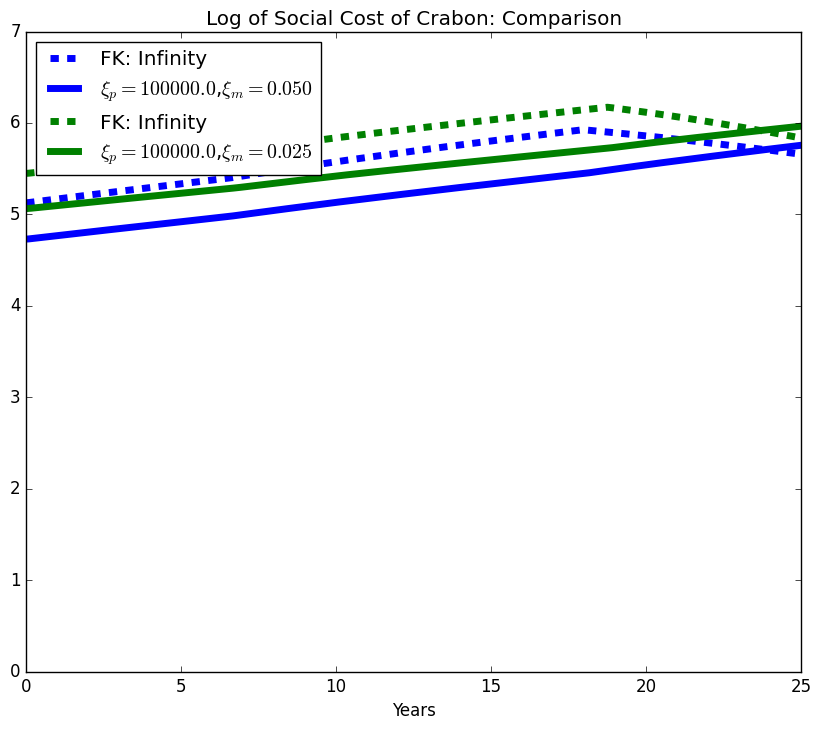 Log of Social Cost of Crabon: Comparison
7
FK: Infinity
ξp = 100000.0,ξm = 0.050
6
FK: Infinity
ξp = 100000.0,ξm = 0.025
5
4
3
2
1
0
0 5 10 15 20 25
Years